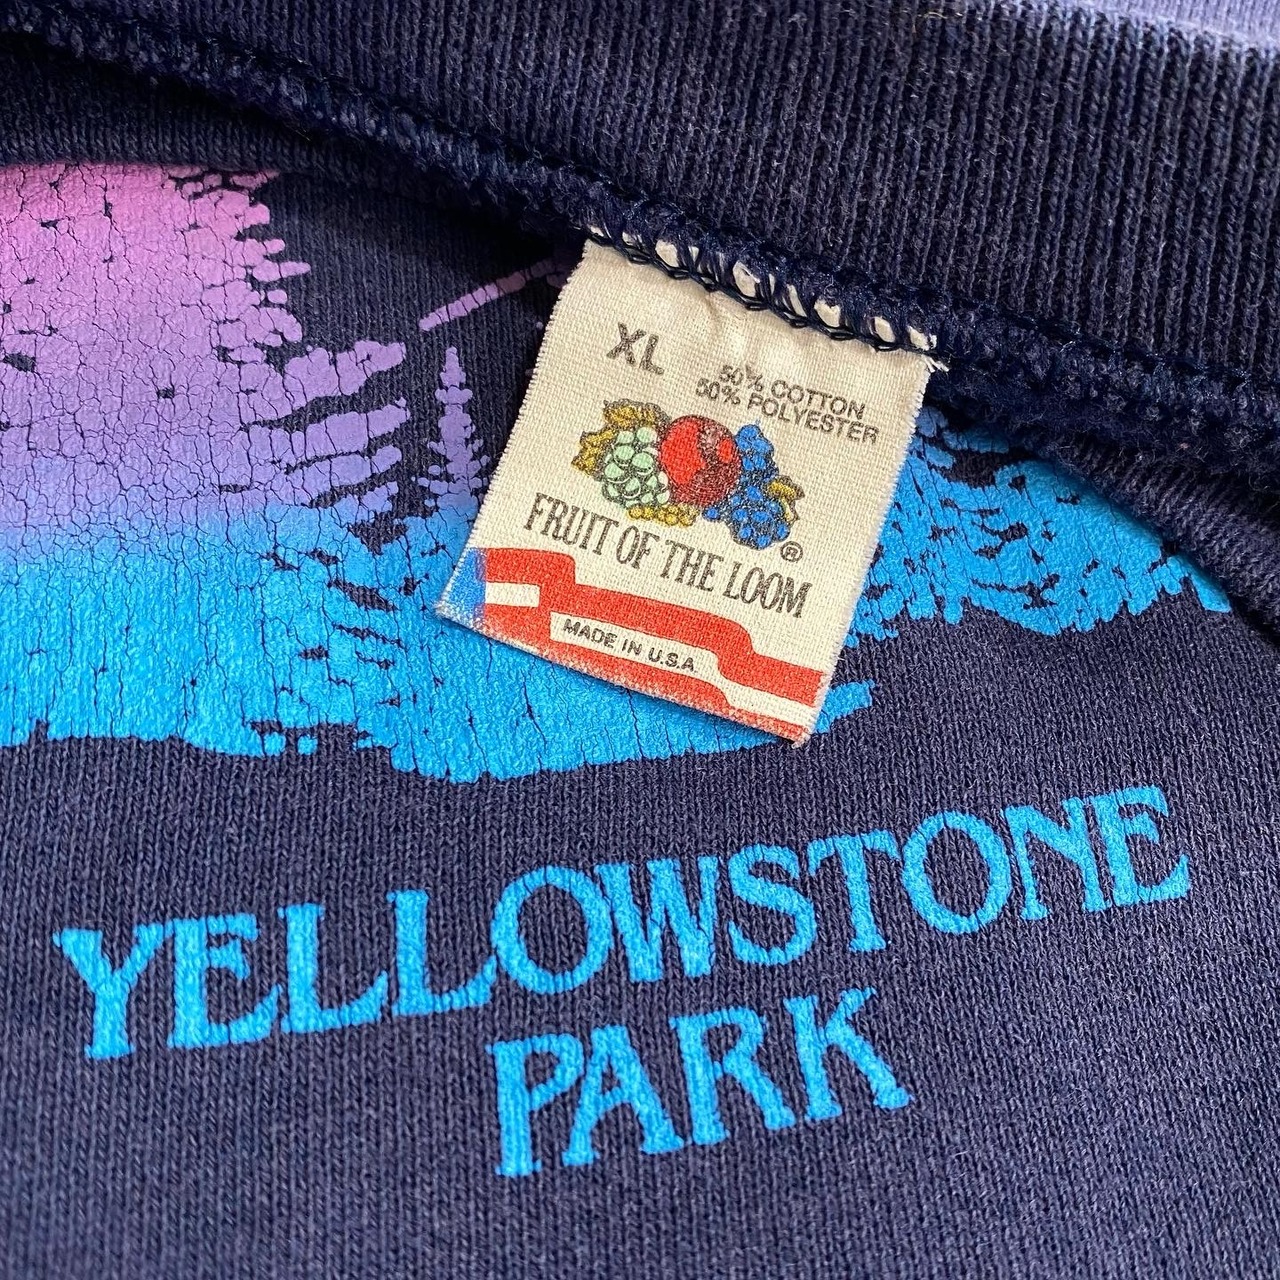 XL
50% COTTON
50% POLYESTER
FRUIT OF THE LOOM®
MADE IN U.S.A.
YELLOWSTONE
PARK